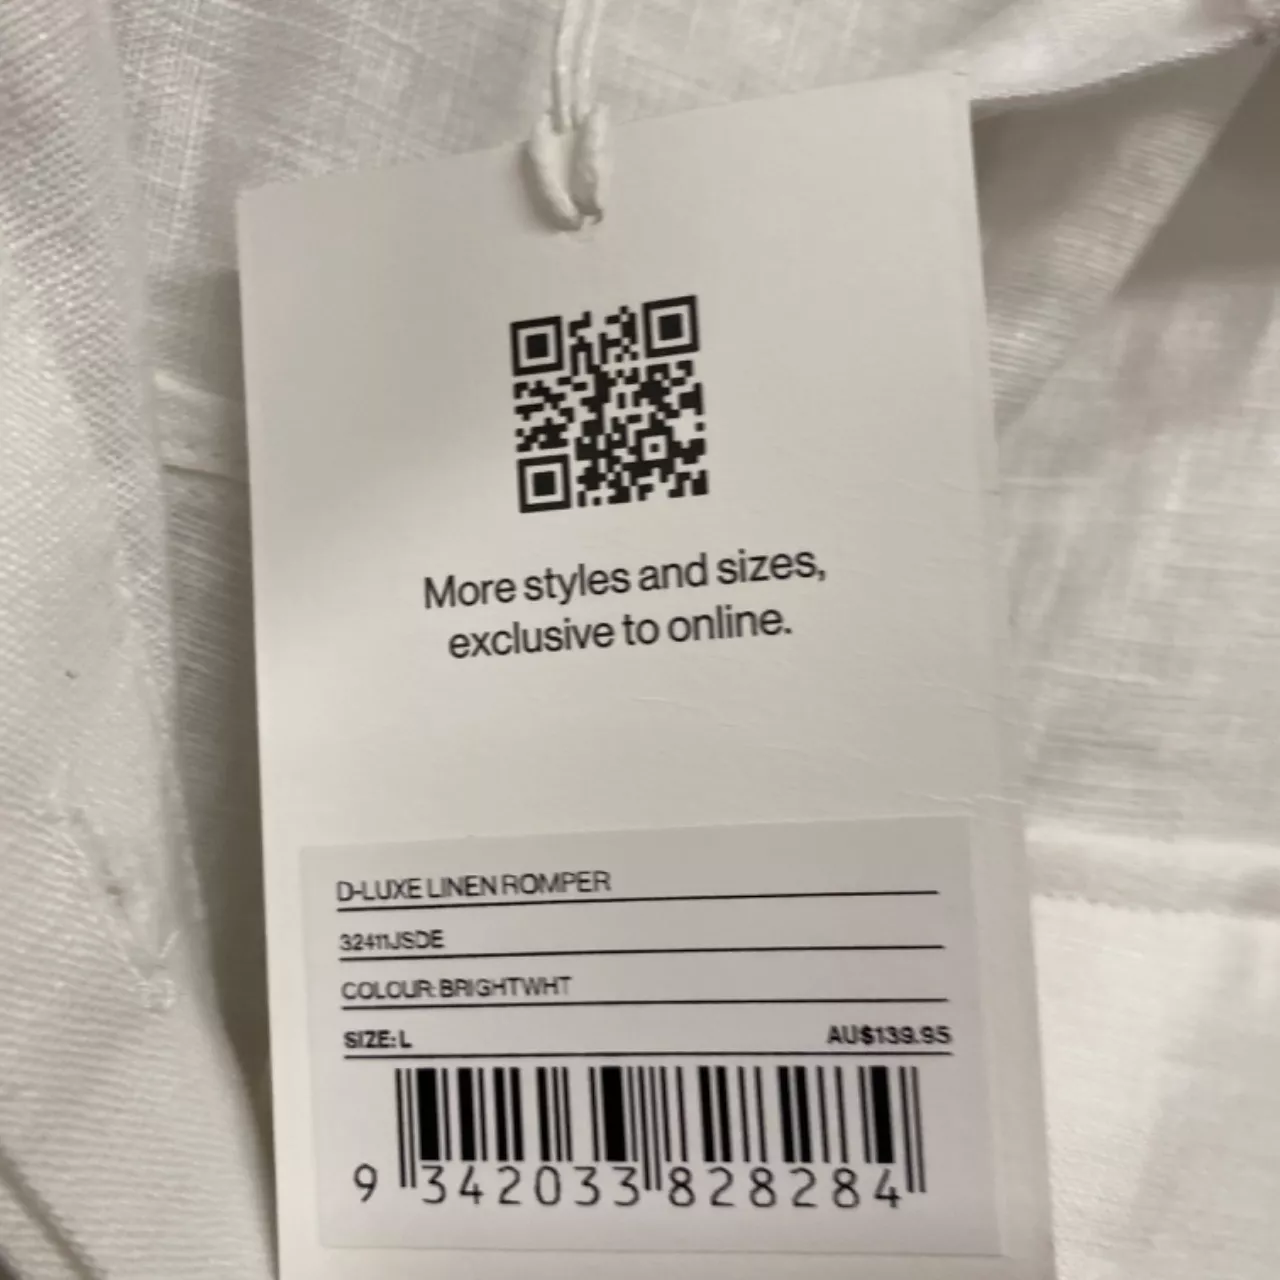 More styles and sizes,
exclusive to online.
D-LUXE LINEN ROMPER
32411JSDE
COLOUR: BRIGHTWHT
SIZE: L AU$139.95
9 342033 828284